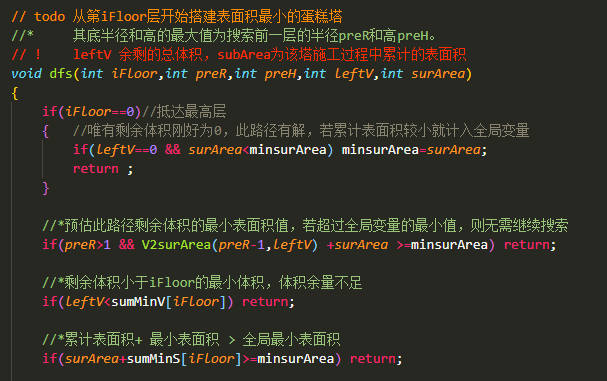 // todo 从第iFloor层开始搭建表面积最小的蛋糕塔
//*      其底半径和高的最大值为搜索前一层的半径preR和高preH。
// !     leftV 余剩的总体积，subArea为该塔施工过程中累计的表面积
void dfs(int iFloor,int preR,int preH,int leftV,int surArea)
{
    if(iFloor==0)//抵达最高层
    {   //唯有剩余体积刚好为0，此路径有解，若累计表面积较小就计入全局变量
        if(leftV==0 && surArea<minsurArea) minsurArea=surArea;
        return ;
    }
    //*预估此路径剩余体积的最小表面积值，若超过全局变量的最小值，则无需继续搜索
    if(preR>1 && V2surArea(preR-1,leftV) +surArea >=minsurArea) return;
    //*剩余体积小于iFloor的最小体积，体积余量不足
    if(leftV<sumMinV[iFloor]) return;
    //*累计表面积+ 最小表面积 > 全局最小表面积
    if(surArea+sumMinS[iFloor]>=minsurArea) return;